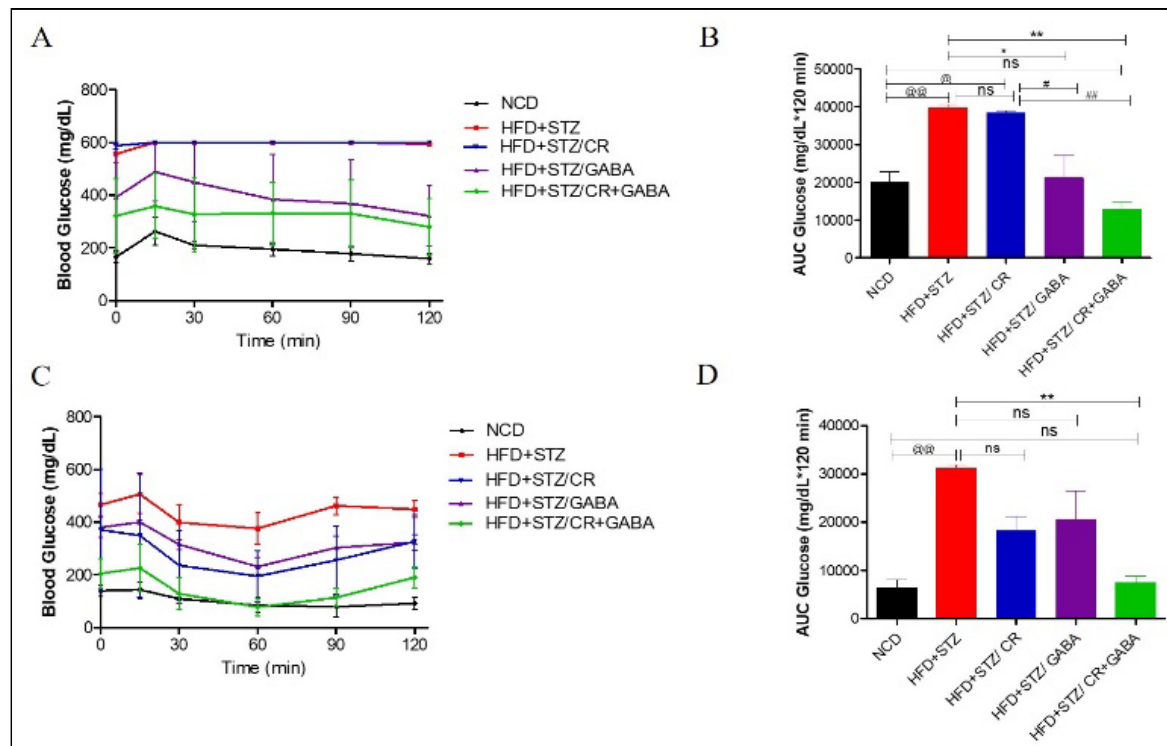 A
Blood Glucose (mg/dL)
800
600
400
200
0
0 30 60 90 120
Time (min)
NCD
HFD+STZ
HFD+STZ/CR
HFD+STZ/GABA
HFD+STZ/CR+GABA
B
AUC Glucose (mg/dL*120 min)
50000
40000
30000
20000
10000
0
**
*
ns
@
#
@@
ns
##
NCD
HFD+STZ
HFD+STZ/ CR
HFD+STZ/ GABA
HFD+STZ/ CR+GABA
C
Blood Glucose (mg/dL)
800
600
400
200
0
0 30 60 90 120
Time (min)
NCD
HFD+STZ
HFD+STZ/CR
HFD+STZ/GABA
HFD+STZ/CR+GABA
D
AUC Glucose (mg/dL*120 min)
40000
30000
20000
10000
0
**
ns
ns
@@
ns
NCD
HFD+STZ
HFD+STZ/ CR
HFD+STZ/ GABA
HFD+STZ/ CR+GABA